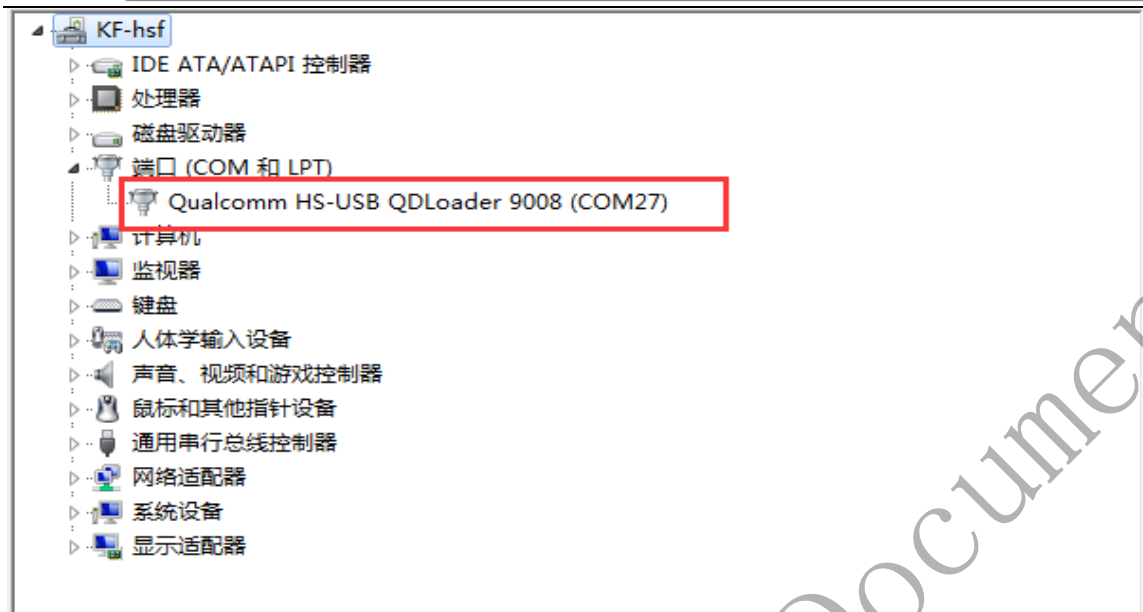 KF-hsf
IDE ATA/ATAPI 控制器
处理器
磁盘驱动器
端口 (COM 和 LPT)
Qualcomm HS-USB QDLoader 9008 (COM27)
计算机
监视器
键盘
人体学输入设备
声音、视频和游戏控制器
鼠标和其他指针设备
通用串行总线控制器
网络适配器
系统设备
显示适配器